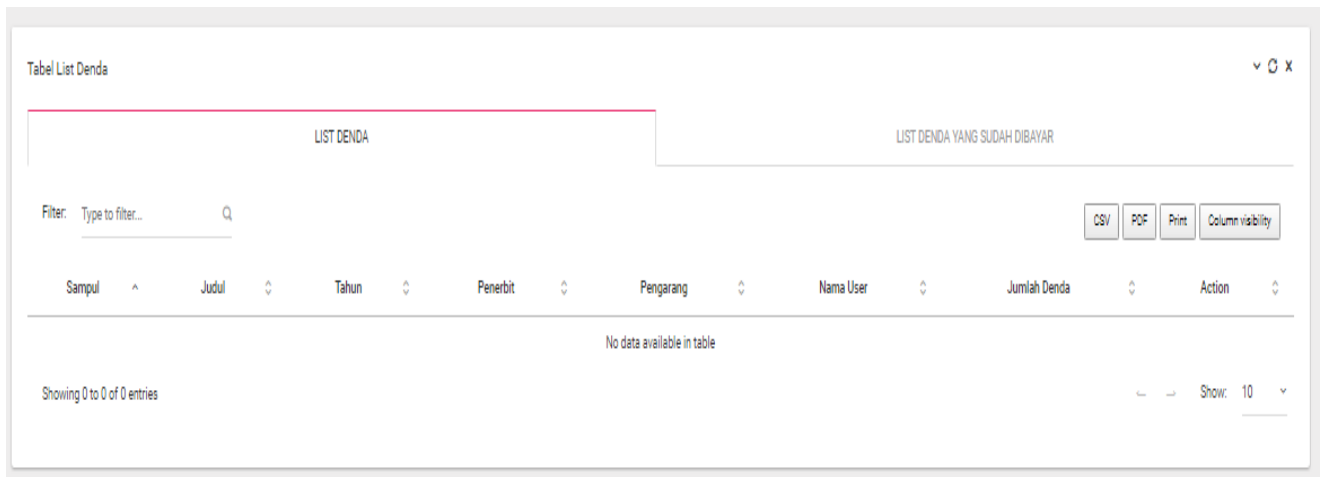 Tabel List Denda
LIST DENDA LIST DENDA YANG SUDAH DIBAYAR
Filter: Type to filter... CSV PDF Print Column visibility
Sampul Judul Tahun Penerbit Pengarang Nama User Jumlah Denda Action
No data available in table
Showing 0 to 0 of 0 entries Show: 10